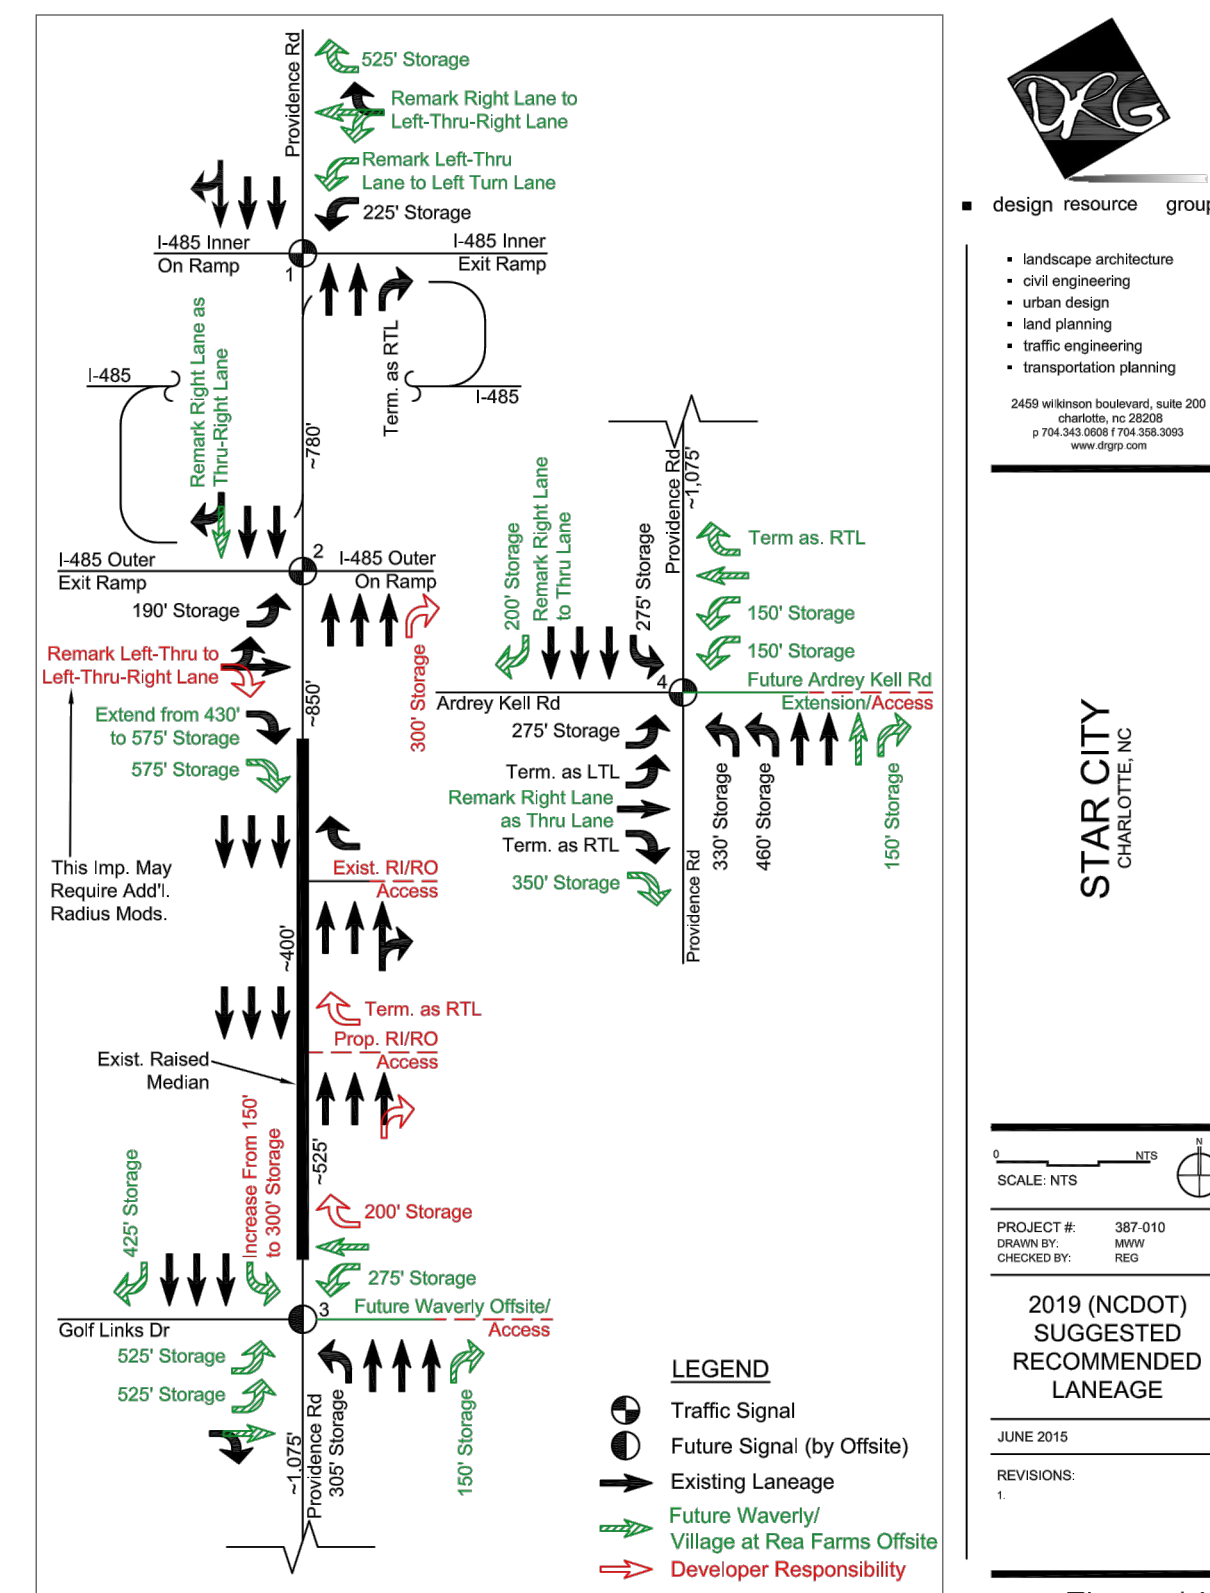 Providence Rd
525' Storage
Remark Right Lane to
Left-Thru-Right Lane
Remark Left-Thru
Lane to Left Turn Lane
225' Storage
I-485 Inner
On Ramp
1
I-485 Inner
Exit Ramp
Remark Right Lane as
Thru-Right Lane
Term. as RTL
I-485
I-485
~780'
I-485 Outer
Exit Ramp
2
I-485 Outer
On Ramp
190' Storage
Remark Left-Thru to
Left-Thru-Right Lane
300' Storage
~850'
Extend from 430'
to 575' Storage
575' Storage
This Imp. May
Require Add'l.
Radius Mods.
Exist. RI/RO
Access
~400'
Term. as RTL
Prop. RI/RO
Access
Exist. Raised
Median
~525'
425' Storage
Increase From 150'
to 300' Storage
200' Storage
275' Storage
3
Future Waverly Offsite/
Access
Golf Links Dr
525' Storage
525' Storage
~1,075'
Providence Rd
305' Storage
150' Storage
Providence Rd
~1,075'
200' Storage
Remark Right Lane
to Thru Lane
275' Storage
Term as. RTL
150' Storage
150' Storage
4
Future Ardrey Kell Rd
Extension/Access
Ardrey Kell Rd
275' Storage
Term. as LTL
Remark Right Lane
as Thru Lane
Term. as RTL
350' Storage
Providence Rd
330' Storage
460' Storage
150' Storage
LEGEND
Traffic Signal
Future Signal (by Offsite)
Existing Laneage
Future Waverly/
Village at Rea Farms Offsite
Developer Responsibility
DRG
design resource group
landscape architecture
civil engineering
urban design
land planning
traffic engineering
transportation planning
2459 wilkinson boulevard, suite 200
charlotte, nc 28208
p 704.343.0608 f 704.358.3093
www.drgrp.com
STAR CITY
CHARLOTTE, NC
0
NTS
N
SCALE: NTS
PROJECT #: 387-010
DRAWN BY: MWW
CHECKED BY: REG
2019 (NCDOT)
SUGGESTED
RECOMMENDED
LANEAGE
JUNE 2015
REVISIONS:
1.